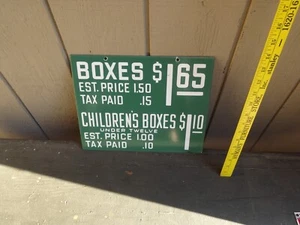 BOXES $1.65
EST. PRICE 1.50
TAX PAID .15
CHILDREN'S BOXES $1.10
UNDER TWELVE
EST. PRICE 1.00
TAX PAID .10